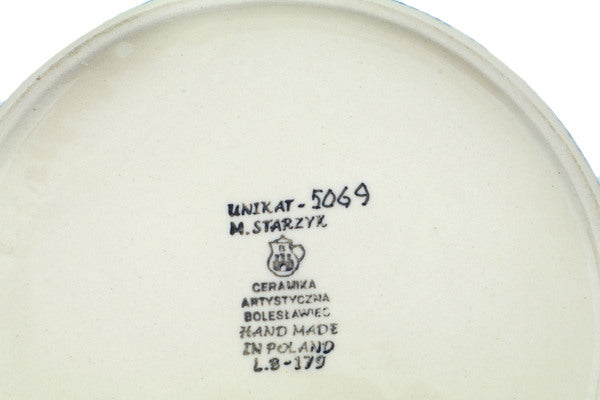 UNIKAT-5069
M. STARZYK
B
CERAMIKA
ARTYSTYCZNA
BOLESŁAWIEC
HAND MADE
IN POLAND
L.B-179